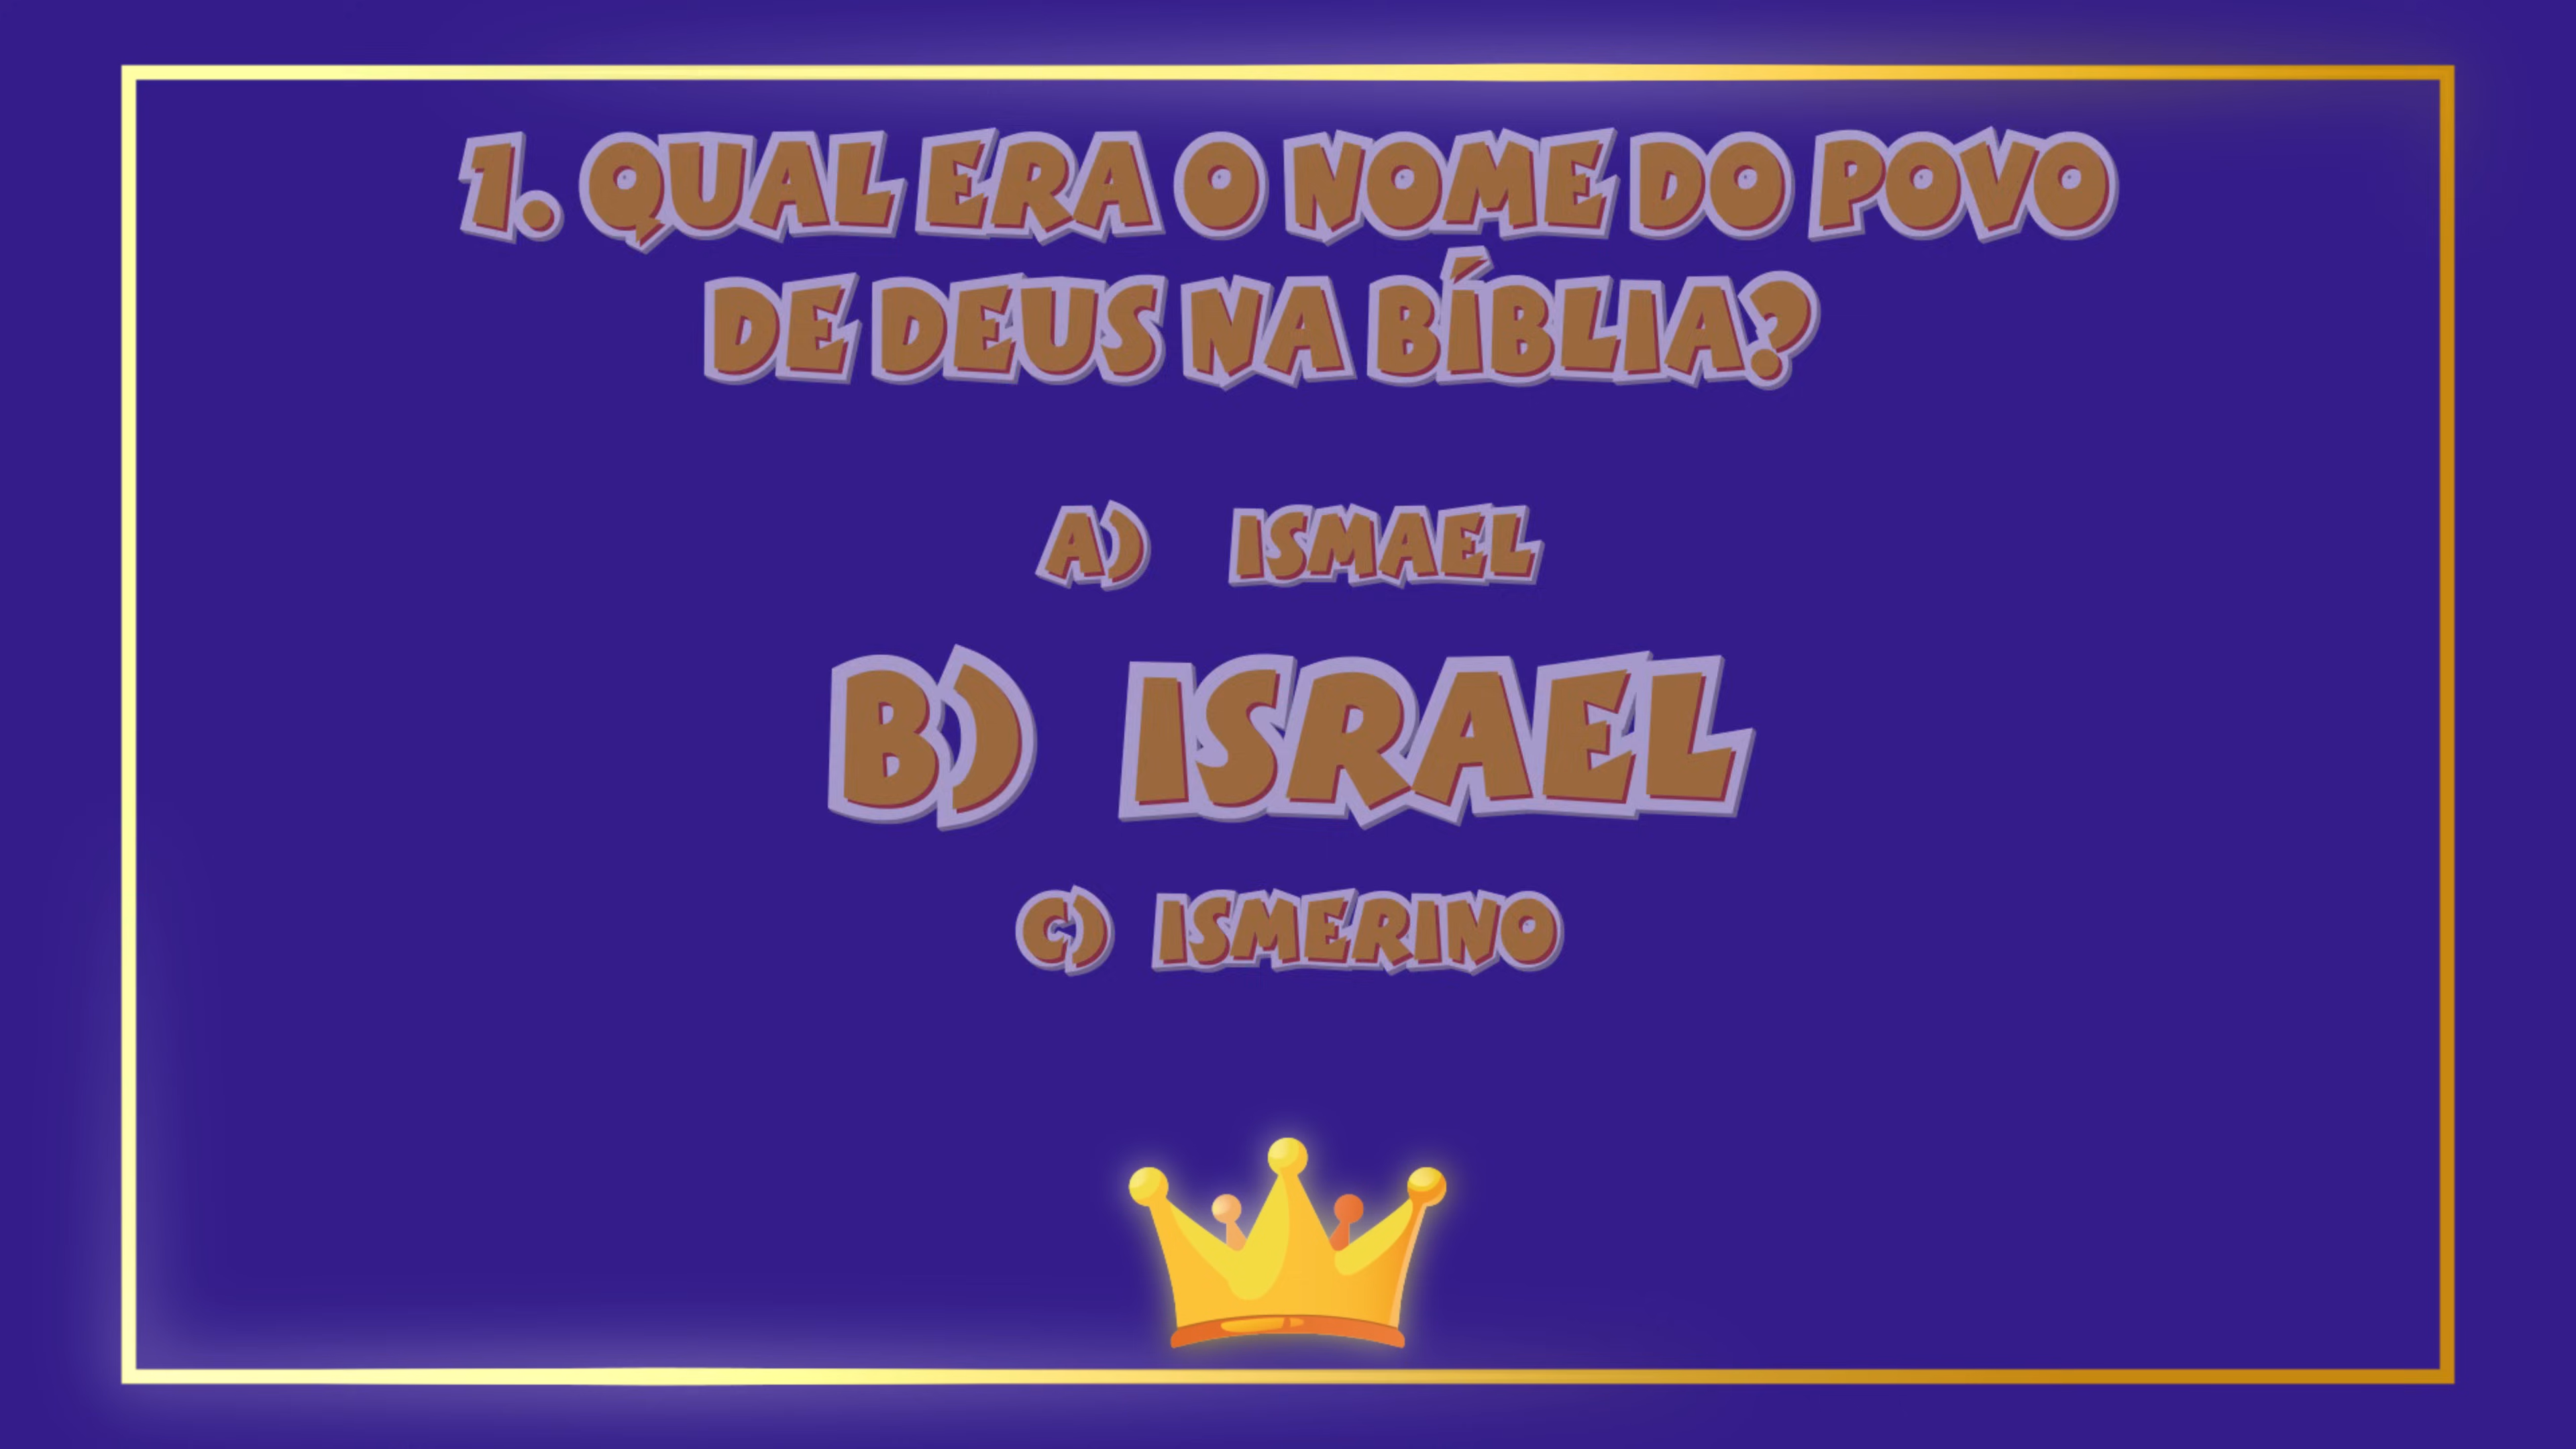 1. QUAL ERA O NOME DO POVO
DE DEUS NA BÍBLIA?
A) ISMAEL
B) ISRAEL
C) ISMERINO